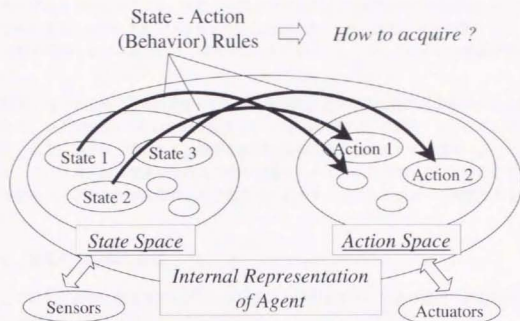 State - Action
(Behavior) Rules
How to acquire ?
State 1
State 3
State 2
Action 1
Action 2
State Space
Action Space
Internal Representation
of Agent
Sensors
Actuators